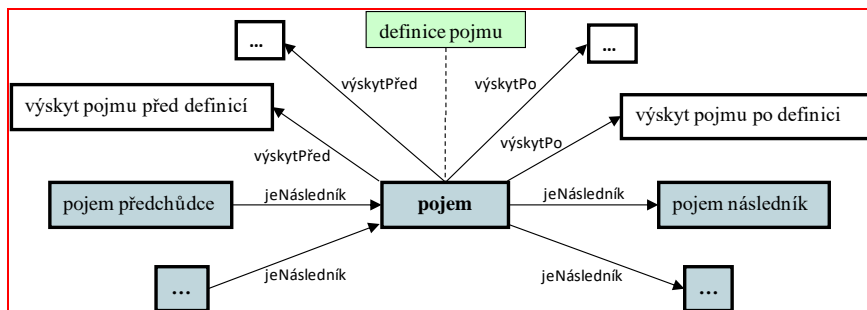 definice pojmu
...
...
výskytPřed
výskytPo
výskyt pojmu před definicí
výskyt pojmu po definici
výskytPřed
výskytPo
pojem předchůdce
jeNásledník
pojem
jeNásledník
pojem následník
...
jeNásledník
jeNásledník
...